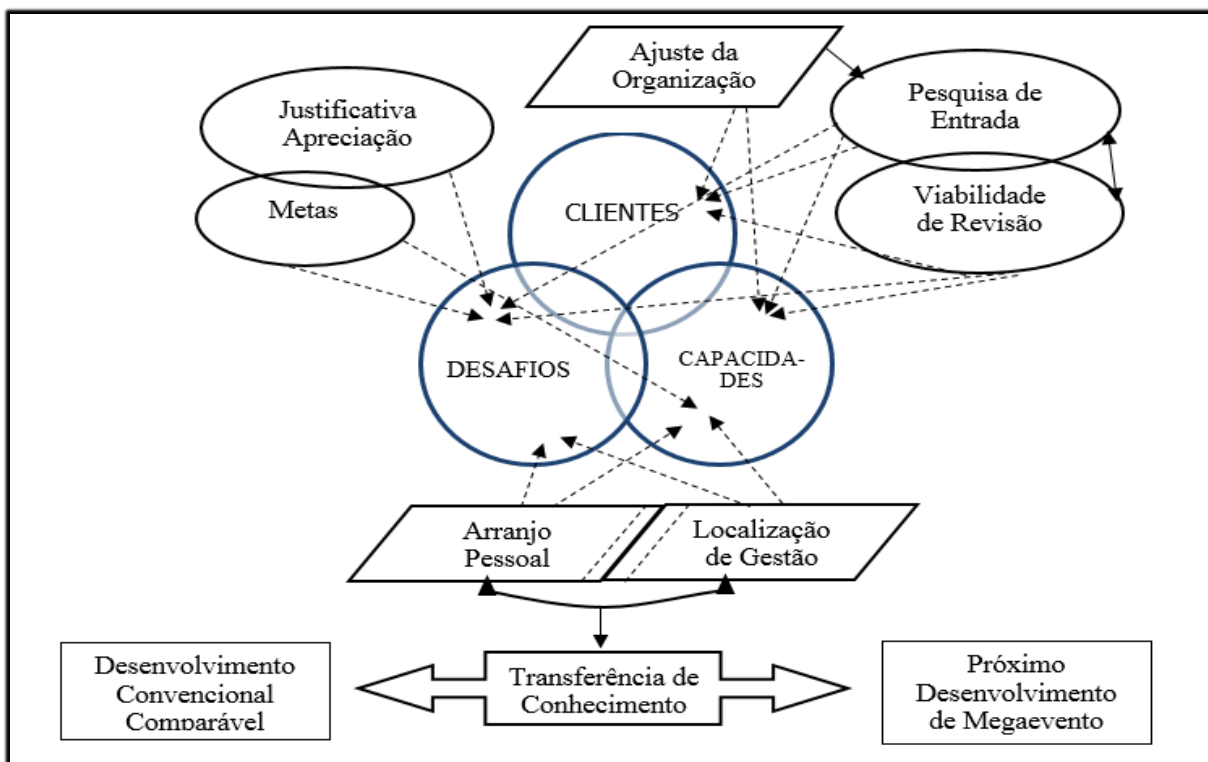 Ajuste da
Organização
Justificativa
Apreciação
Pesquisa de
Entrada
Metas
CLIENTES
Viabilidade
de Revisão
DESAFIOS
CAPACIDA-
DES
Arranjo
Pessoal
Localização
de Gestão
Desenvolvimento
Convencional
Comparável
Transferência de
Conhecimento
Próximo
Desenvolvimento
de Megaevento